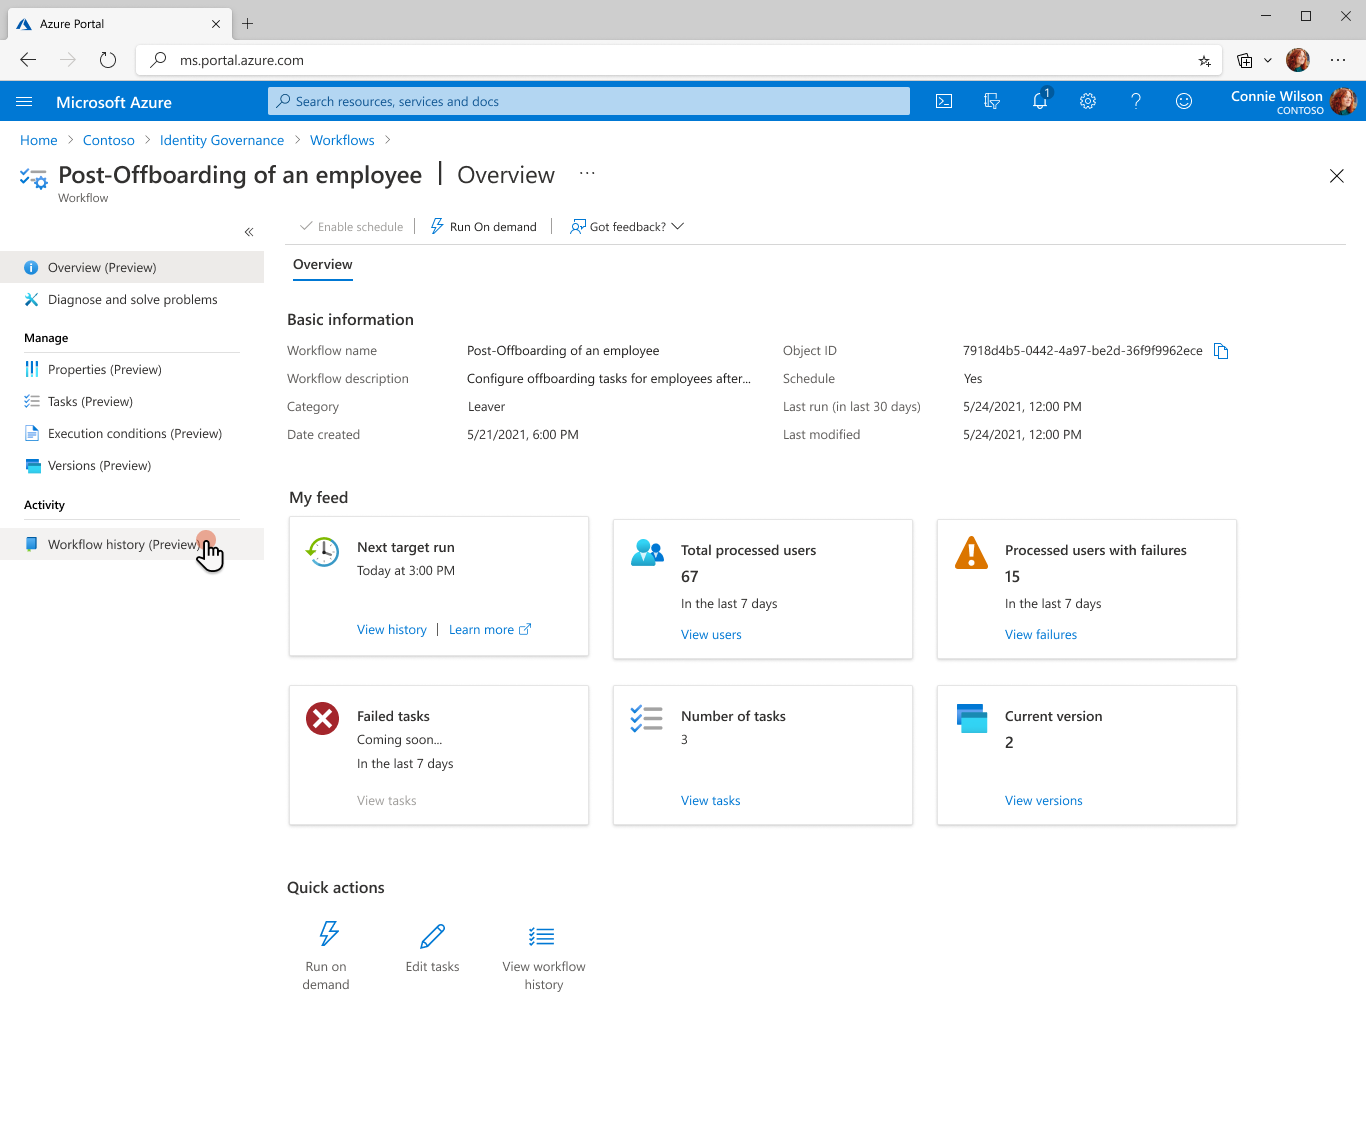 Azure Portal
ms.portal.azure.com
Microsoft Azure
Search resources, services and docs
1
Connie Wilson
CONTOSO
Home > Contoso > Identity Governance > Workflows >
Post-Offboarding of an employee | Overview ...
Workflow
«
Enable schedule | Run On demand | Got feedback?
Overview (Preview)
Diagnose and solve problems
Manage
Properties (Preview)
Tasks (Preview)
Execution conditions (Preview)
Versions (Preview)
Activity
Workflow history (Preview)
Overview
Basic information
Workflow name Post-Offboarding of an employee
Workflow description Configure offboarding tasks for employees after...
Category Leaver
Date created 5/21/2021, 6:00 PM
Object ID 7918d4b5-0442-4a97-be2d-36f9f9962ece
Schedule Yes
Last run (in last 30 days) 5/24/2021, 12:00 PM
Last modified 5/24/2021, 12:00 PM
My feed
Next target run
Today at 3:00 PM
View history | Learn more
Total processed users
67
In the last 7 days
View users
Processed users with failures
15
In the last 7 days
View failures
Failed tasks
Coming soon...
In the last 7 days
View tasks
Number of tasks
3
View tasks
Current version
2
View versions
Quick actions
Run on
demand
Edit tasks
View workflow
history